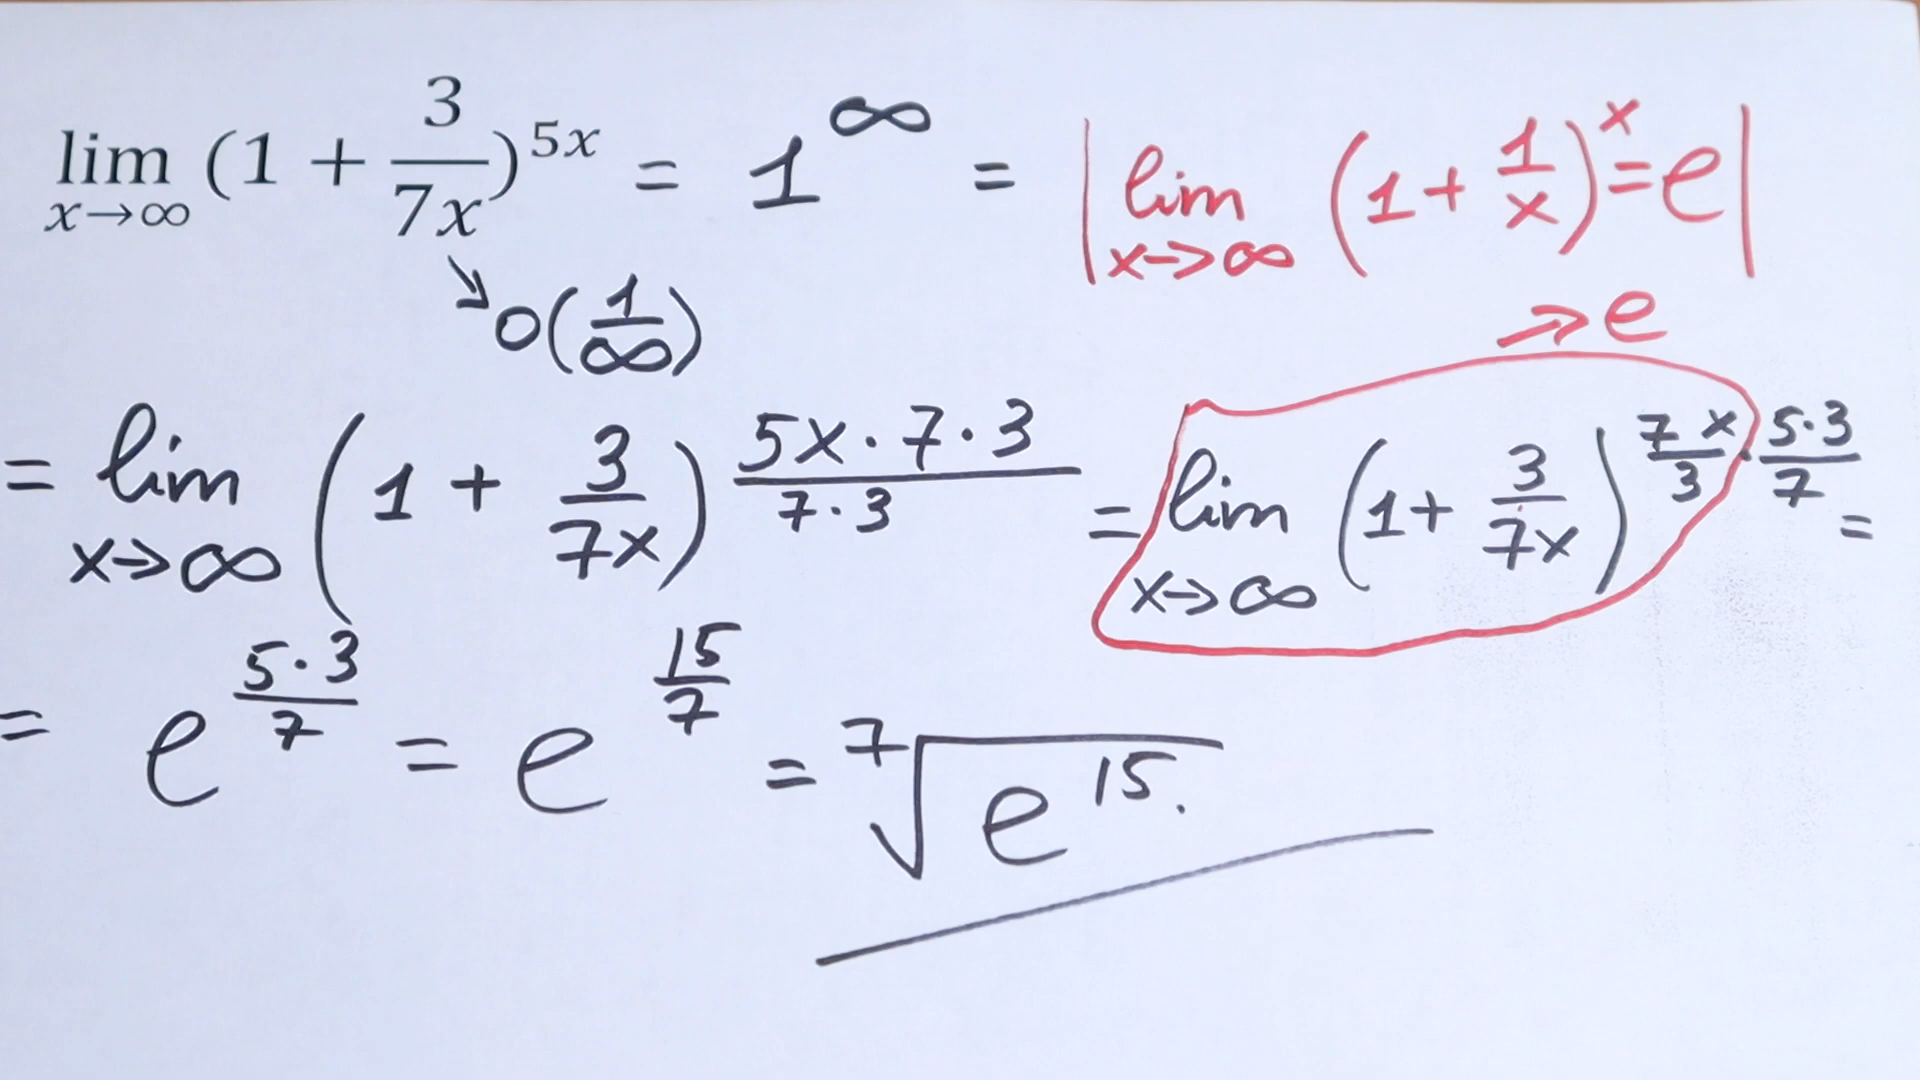 lim x→∞ (1 + 3/7x)^5x = 1^∞ = | lim x→∞ (1 + 1/x)^x = e |
↘ 0(1/∞)
→ e
= lim x→∞ (1 + 3/7x)^(5x·7·3)/(7·3) = lim x→∞ (1 + 3/7x)^(7x/3 · 5·3/7) =
= e^(5·3/7) = e^(15/7) = ⁷√e^15.